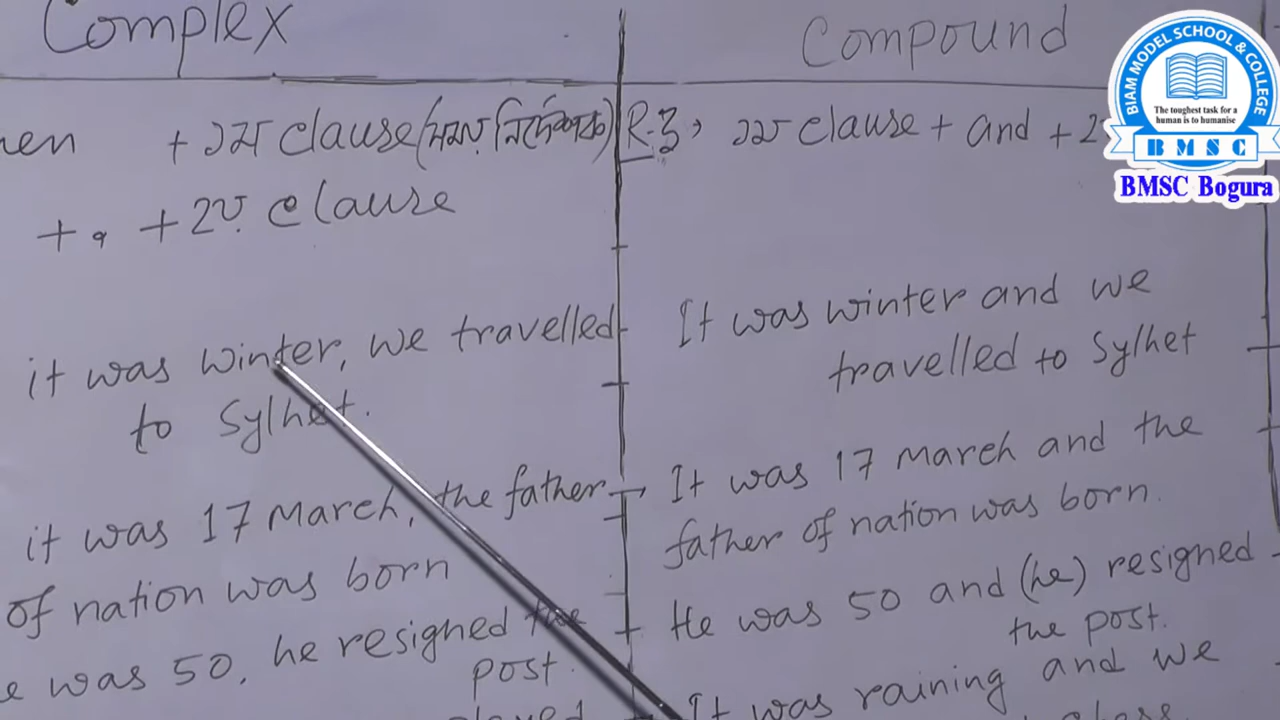 Complex
+ ১ম clause (সময় নির্দেশক)
+ , + ২য় clause
it was winter, we travelled
to Sylhet.
it was 17 March, the father
of nation was born
was 50, he resigned the
post.
Compound
R-3, ১ম clause + and +
It was winter and we
travelled to Sylhet
It was 17 March and the
father of nation was born.
He was 50 and (he) resigned
the post.
It was raining and we
BIAM MODEL SCHOOL & COLLEGE
The toughest task for a
human is to humanise
BMSC
BMSC Bogura